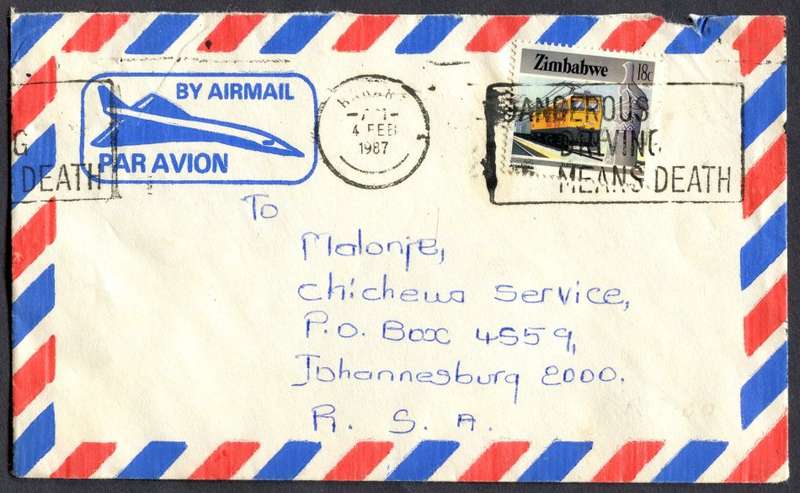 BY AIRMAIL
PAR AVION
G
DEATH
HARARE
4 FEB
1987
Zimbabwe
18c
DANGEROUS
DRIVING
MEANS DEATH
To
Malonje,
Chichewa Service,
P.O. Box 4559,
Johannesburg 2000.
R. S. A.